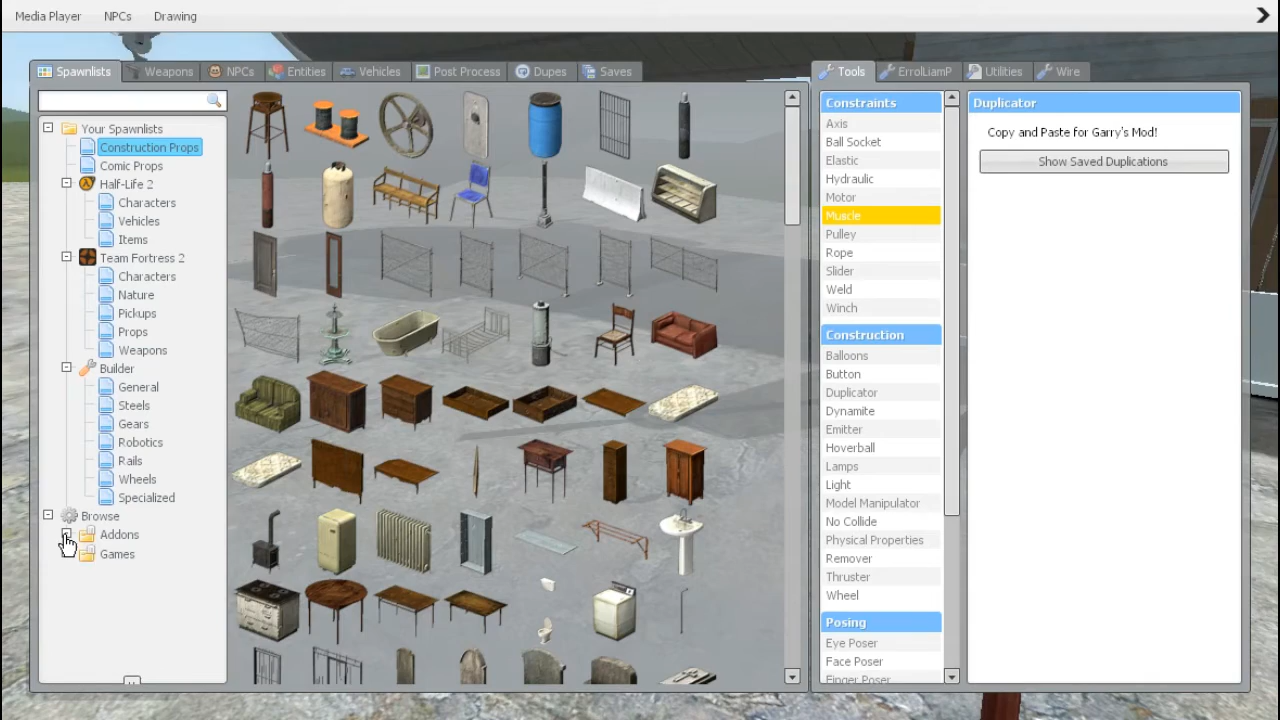 Media Player NPCs Drawing
Spawnlists Weapons NPCs Entities Vehicles Post Process Dupes Saves
Your Spawnlists
Construction Props
Comic Props
Half-Life 2
Characters
Vehicles
Items
Team Fortress 2
Characters
Nature
Pickups
Props
Weapons
Builder
General
Steels
Gears
Robotics
Rails
Wheels
Specialized
Browse
Addons
Games
Tools ErrolLiamP Utilities Wire
Constraints
Axis
Ball Socket
Elastic
Hydraulic
Motor
Muscle
Pulley
Rope
Slider
Weld
Winch
Construction
Balloons
Button
Duplicator
Dynamite
Emitter
Hoverball
Lamps
Light
Model Manipulator
No Collide
Physical Properties
Remover
Thruster
Wheel
Posing
Eye Poser
Face Poser
Finger Poser
Duplicator
Copy and Paste for Garry's Mod!
Show Saved Duplications